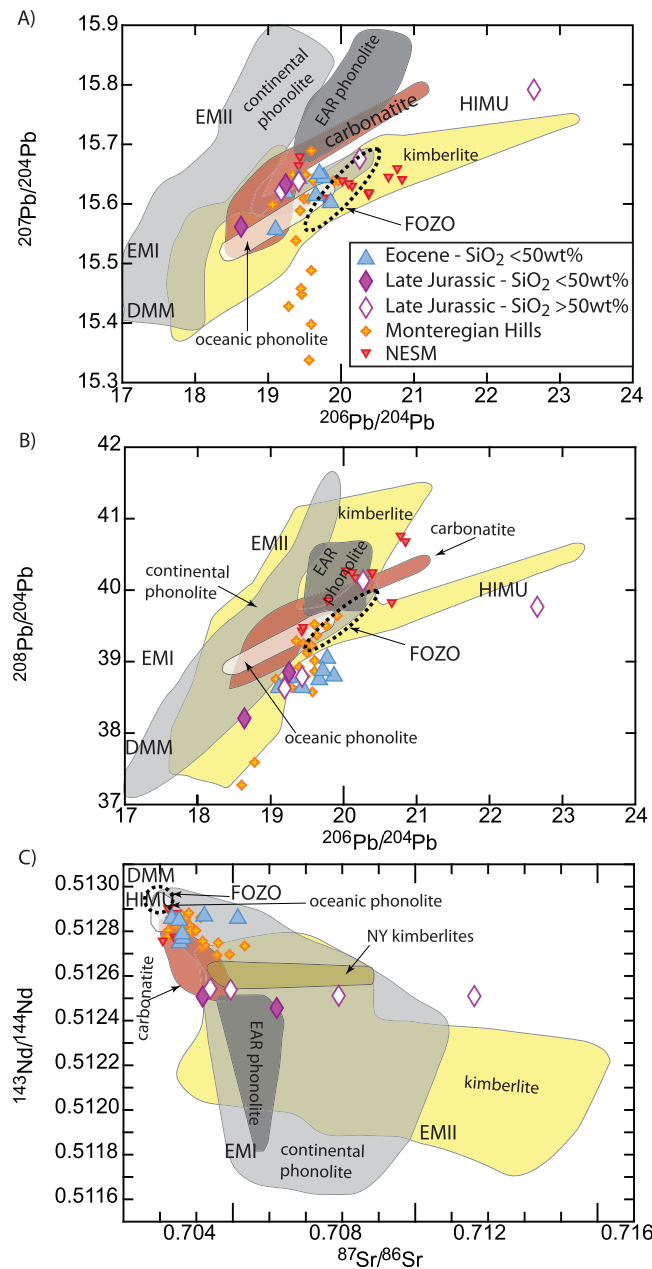 A)
15.9
15.8
15.7
15.6
15.5
15.4
15.3
207Pb/204Pb
EMII
continental
phonolite
EAR phonolite
carbonatite
HIMU
kimberlite
FOZO
EMI
DMM
oceanic phonolite
Eocene - SiO₂ <50wt%
Late Jurassic - SiO₂ <50wt%
Late Jurassic - SiO₂ >50wt%
Monteregian Hills
NESM
17 18 19 20 21 22 23 24
²⁰⁶Pb/²⁰⁴Pb
B)
42
41
40
39
38
37
²⁰⁸Pb/²⁰⁴Pb
kimberlite
EMII
carbonatite
EAR
phonolite
continental
phonolite
HIMU
FOZO
EMI
oceanic phonolite
DMM
17 18 19 20 21 22 23 24
²⁰⁶Pb/²⁰⁴Pb
C)
0.5130
0.5128
0.5126
0.5124
0.5122
0.5120
0.5118
0.5116
¹⁴³Nd/¹⁴⁴Nd
DMM
FOZO
HIMU
oceanic phonolite
NY kimberlites
carbonatite
EAR
phonolite
kimberlite
EMII
EMI
continental
phonolite
0.704 0.708 0.712 0.716
⁸⁷Sr/⁸⁶Sr